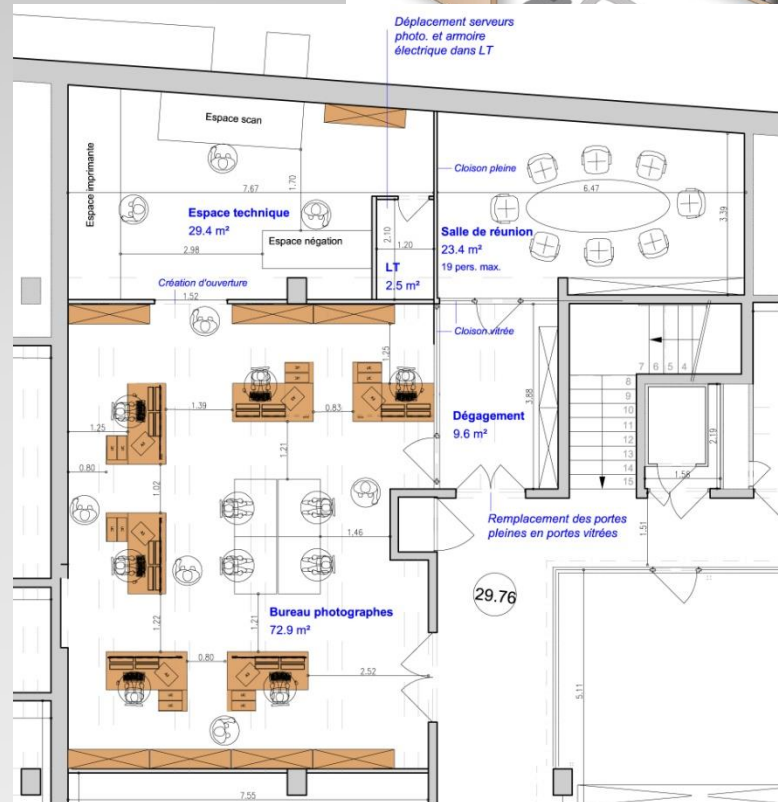 Déplacement serveurs
photo. et armoire
électrique dans LT
Espace scan
Espace imprimante
Cloison pleine
7.67
1.70
6.47
3.39
Espace technique
29.4 m²
2.98
Espace négation
2.10
1.20
LT
2.5 m²
Salle de réunion
23.4 m²
19 pers. max.
Création d'ouverture
1.52
Cloison vitrée
1.25
7 6 5 4
8
9
10
11
12
13
14
15
3.88
1.39
0.83
1.25
Dégagement
9.6 m²
1.21
2.19
0.80
1.02
1.58
Remplacement des portes
pleines en portes vitrées
1.46
1.51
29.76
Bureau photographes
72.9 m²
1.22
1.21
0.80
2.52
5.11
7.55